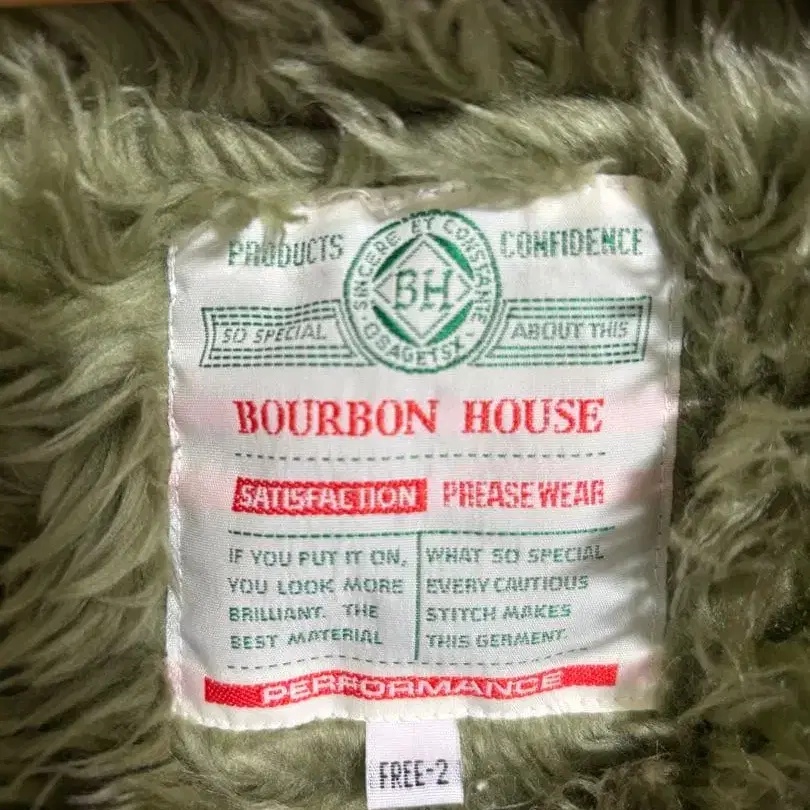 PRODUCTS CONFIDENCE
SINCERE ET CONSTANTE
BH
OBAGETSX
SO SPECIAL ABOUT THIS
BOURBON HOUSE
SATISFACTION PREASE WEAR
IF YOU PUT IT ON,
YOU LOOK MORE
BRILLIANT. THE
BEST MATERIAL
WHAT SO SPECIAL
EVERY CAUTIOUS
STITCH MAKES
THIS GERMENT.
PERFORMANCE
FREE-2